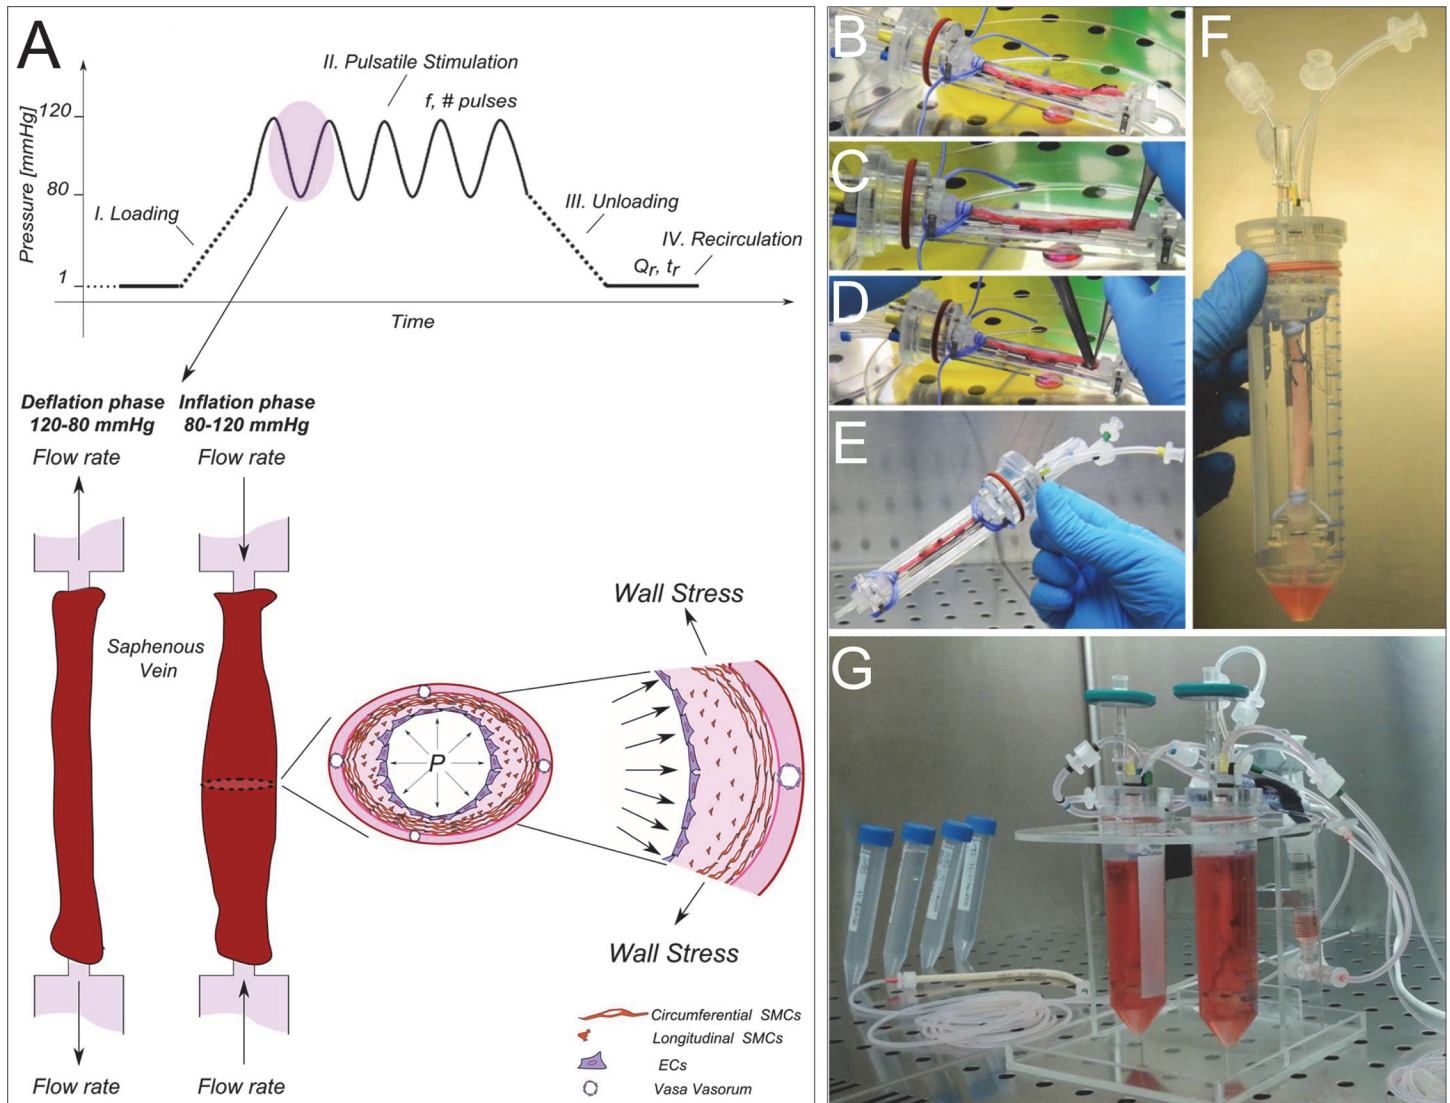 A
II. Pulsatile Stimulation
f, # pulses
120
80
1
Pressure [mmHg]
I. Loading
III. Unloading
IV. Recirculation
Qr, tr
Time
Deflation phase
120-80 mmHg
Flow rate
Inflation phase
80-120 mmHg
Flow rate
Saphenous
Vein
P
Wall Stress
Wall Stress
Circumferential SMCs
Longitudinal SMCs
ECs
Vasa Vasorum
Flow rate
Flow rate
B
C
D
E
F
G